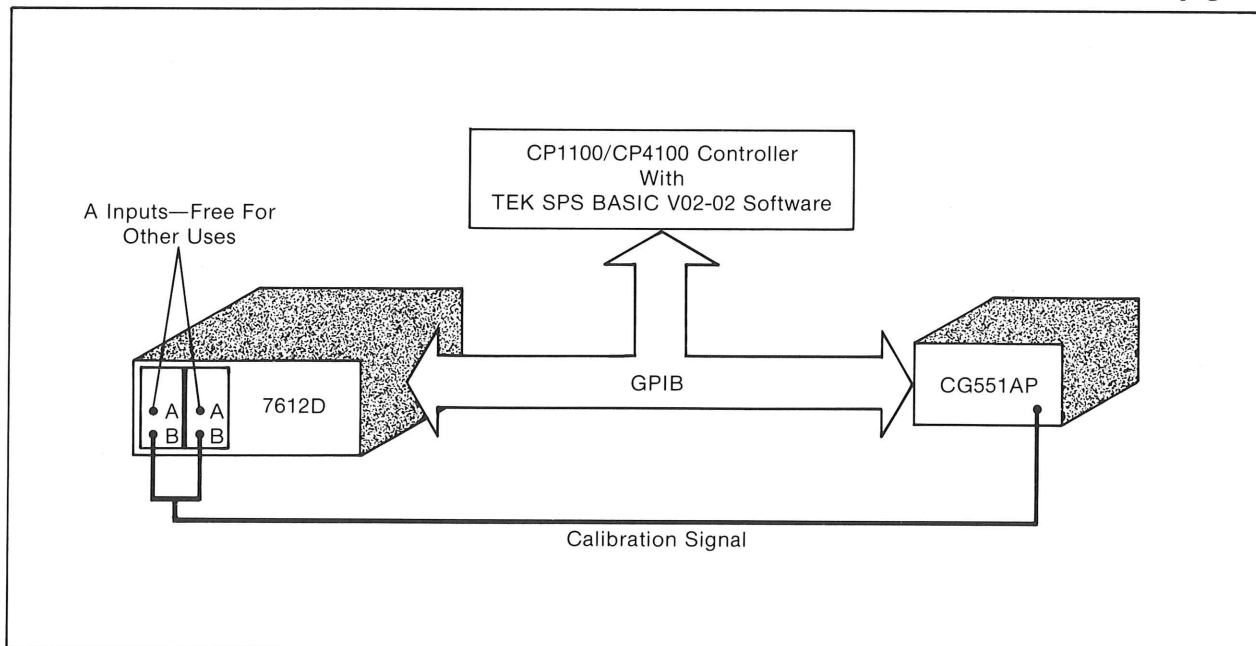 CP1100/CP4100 Controller
With
TEK SPS BASIC V02-02 Software
A Inputs—Free For
Other Uses
A
A
B
B
7612D
GPIB
CG551AP
Calibration Signal